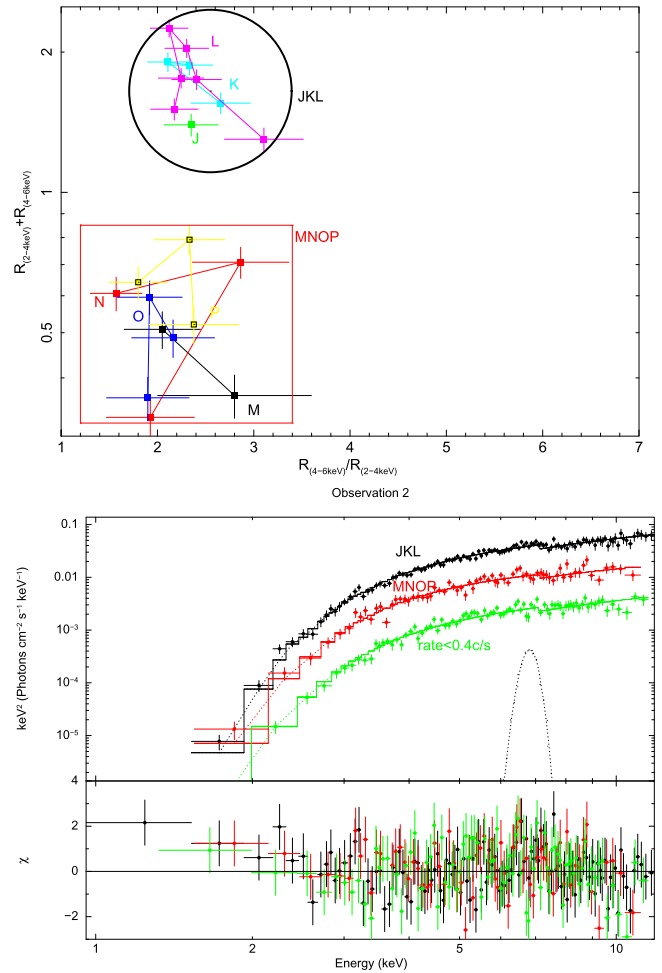 2
1
0.5
R(2−4keV)+R(4−6keV)
L
K
J
JKL
MNOP
N
O
P
M
1 2 3 4 5 6 7
R(4−6keV)/R(2−4keV)
Observation 2
0.1
0.01
10−3
10−4
10−5
4
keV² (Photons cm−2 s−1 keV−1)
JKL
MNOP
rate<0.4c/s
2
0
−2
χ
1 2 5 10
Energy (keV)